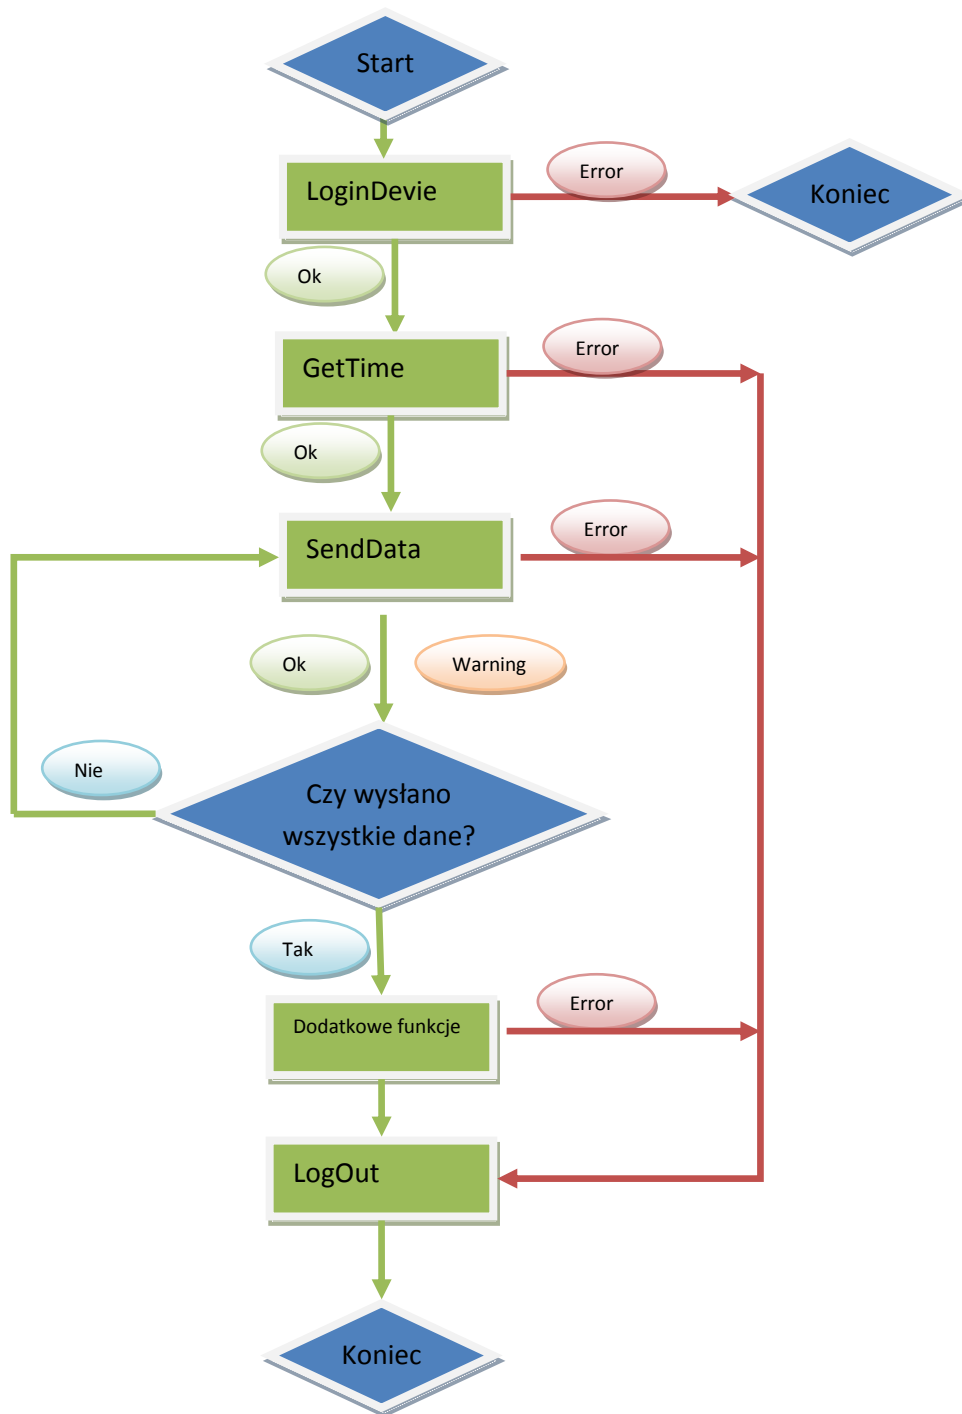 Start
LoginDevie
Error
Koniec
Ok
GetTime
Error
Ok
SendData
Error
Ok
Warning
Nie
Czy wysłano
wszystkie dane?
Tak
Dodatkowe funkcje
Error
LogOut
Koniec